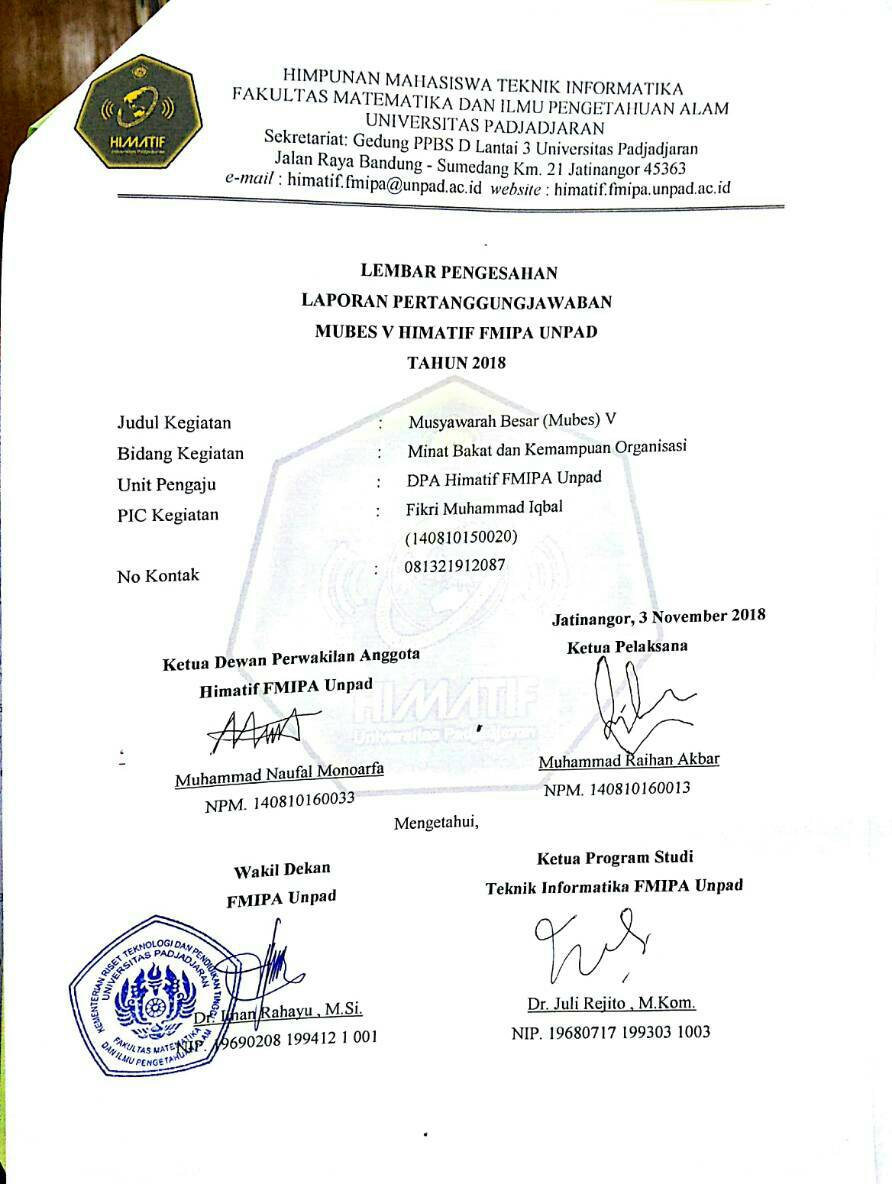 HIMATIF
Universitas Padjadjaran
HIMPUNAN MAHASISWA TEKNIK INFORMATIKA
FAKULTAS MATEMATIKA DAN ILMU PENGETAHUAN ALAM
UNIVERSITAS PADJADJARAN
Sekretariat: Gedung PPBS D Lantai 3 Universitas Padjadjaran
Jalan Raya Bandung - Sumedang Km. 21 Jatinangor 45363
e-mail : himatif.fmipa@unpad.ac.id website : himatif.fmipa.unpad.ac.id
LEMBAR PENGESAHAN
LAPORAN PERTANGGUNGJAWABAN
MUBES V HIMATIF FMIPA UNPAD
TAHUN 2018
Judul Kegiatan : Musyawarah Besar (Mubes) V
Bidang Kegiatan : Minat Bakat dan Kemampuan Organisasi
Unit Pengaju : DPA Himatif FMIPA Unpad
PIC Kegiatan : Fikri Muhammad Iqbal
(140810150020)
No Kontak : 081321912087
Jatinangor, 3 November 2018
Ketua Dewan Perwakilan Anggota
Himatif FMIPA Unpad
Muhammad Naufal Monoarfa
NPM. 140810160033
Ketua Pelaksana
Muhammad Raihan Akbar
NPM. 140810160013
HIMATIF
Universitas Padjadjaran
Mengetahui,
Wakil Dekan
FMIPA Unpad
Dr. Iman Rahayu , M.Si.
NIP. 19690208 199412 1 001
KEMENTERIAN RISET TEKNOLOGI DAN PENDIDIKAN TINGGI
UNIVERSITAS PADJADJARAN
FAKULTAS MATEMATIKA
DAN ILMU PENGETAHUAN ALAM
Ketua Program Studi
Teknik Informatika FMIPA Unpad
Dr. Juli Rejito , M.Kom.
NIP. 19680717 199303 1003